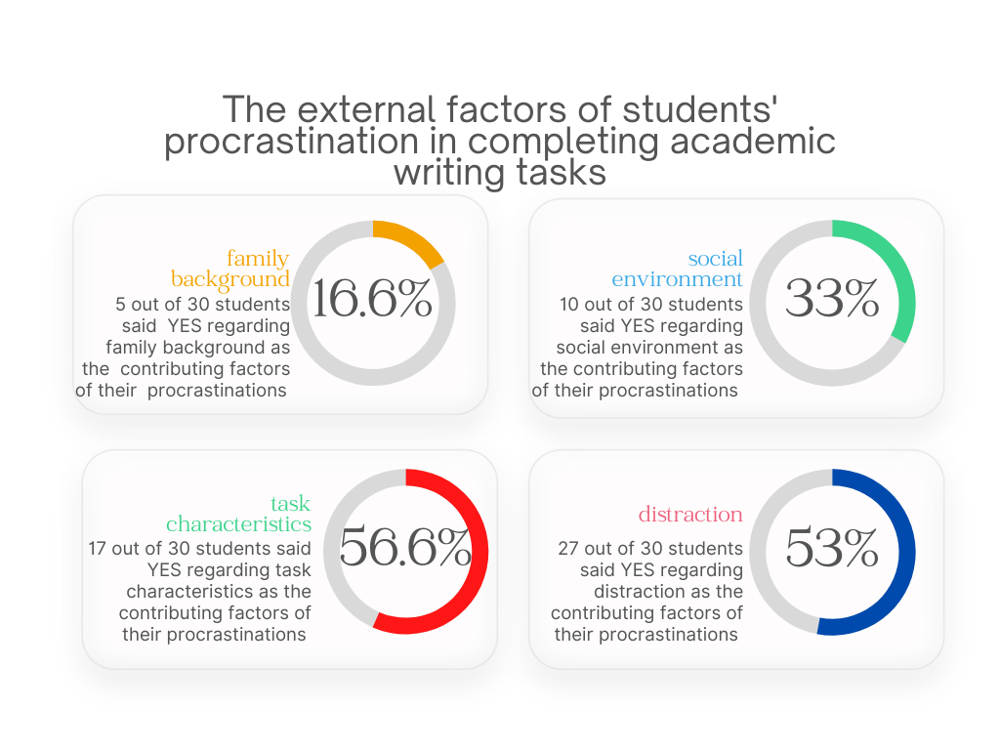 The external factors of students'
procrastination in completing academic
writing tasks
family
background
5 out of 30 students
said YES regarding
family background as
the contributing factors
of their procrastinations
16.6%
social
environment
10 out of 30 students
said YES regarding
social environment as
the contributing factors
of their procrastinations
33%
task
characteristics
17 out of 30 students said
YES regarding task
characteristics as the
contributing factors of
their procrastinations
56.6%
distraction
27 out of 30 students
said YES regarding
distraction as the
contributing factors of
their procrastinations
53%